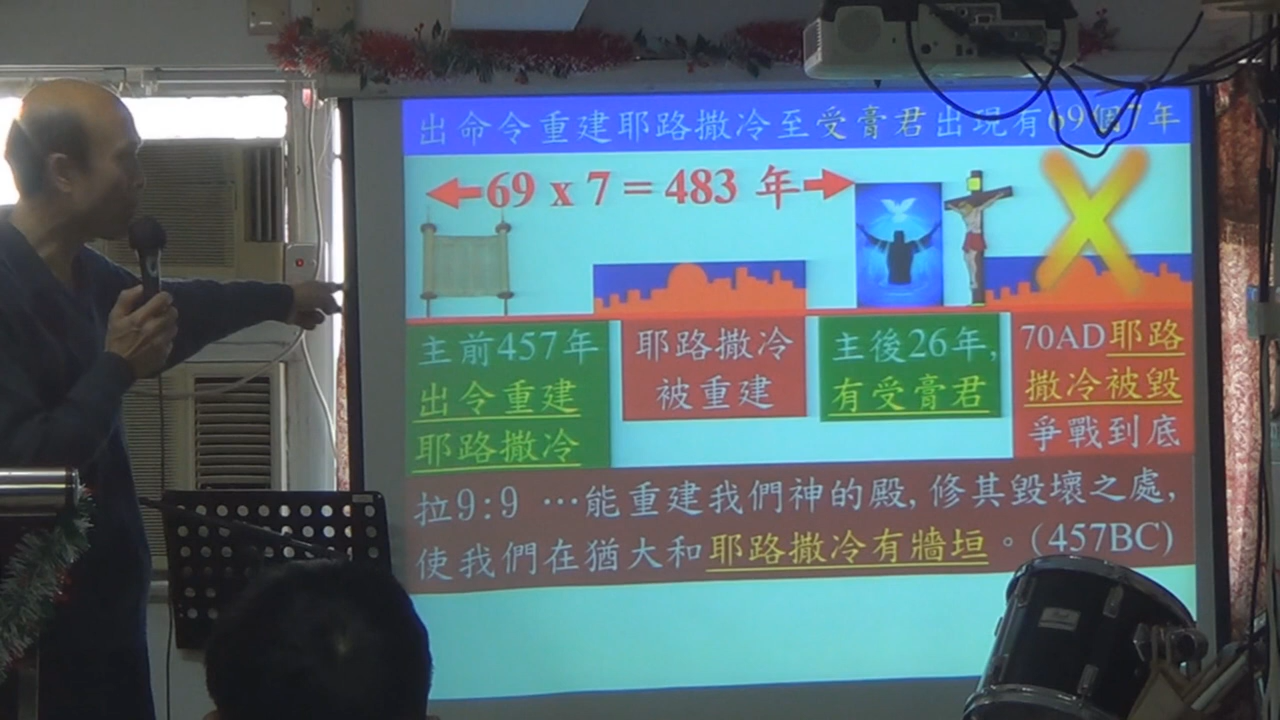 出命令重建耶路撒冷至受膏君出現有69個7年
69 x 7 = 483 年
主前457年
出令重建
耶路撒冷
耶路撒冷
被重建
主後26年,
有受膏君
70AD耶路
撒冷被毀
爭戰到底
拉9:9 …能重建我們神的殿, 修其毀壞之處,
使我們在猶大和耶路撒冷有牆垣。(457BC)